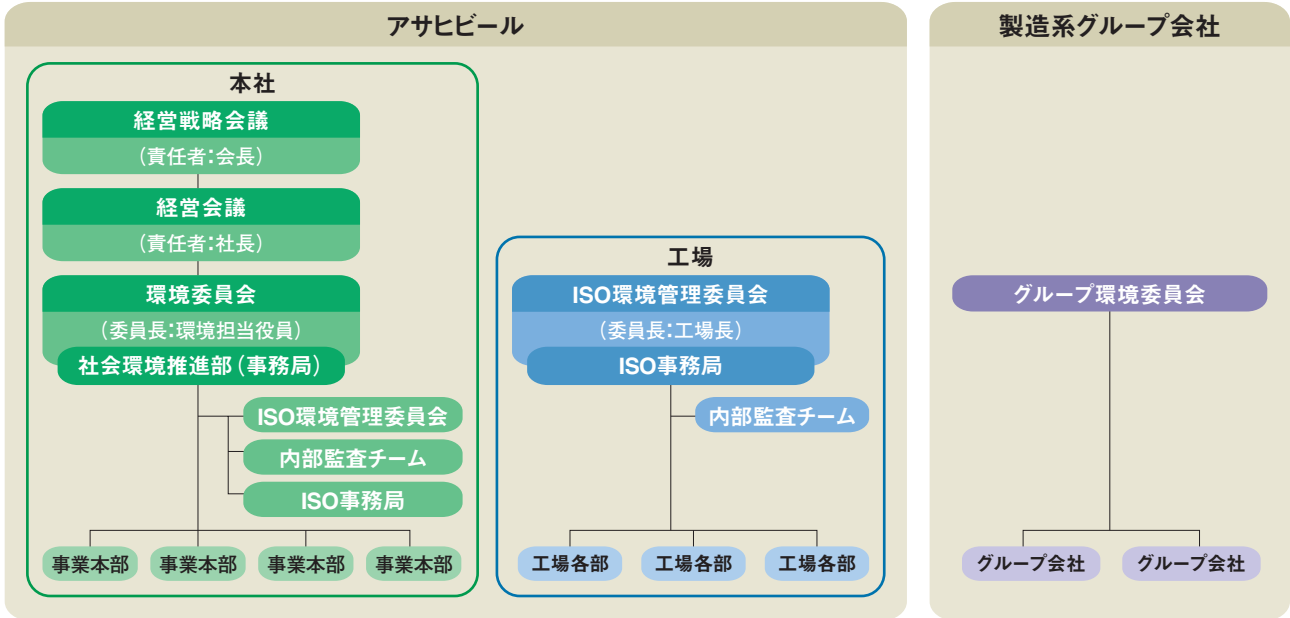 アサヒビール
本社
経営戦略会議
(責任者:会長)
経営会議
(責任者:社長)
環境委員会
(委員長:環境担当役員)
社会環境推進部(事務局)
ISO環境管理委員会
内部監査チーム
ISO事務局
事業本部 事業本部 事業本部 事業本部
工場
ISO環境管理委員会
(委員長:工場長)
ISO事務局
内部監査チーム
工場各部 工場各部 工場各部
製造系グループ会社
グループ環境委員会
グループ会社 グループ会社